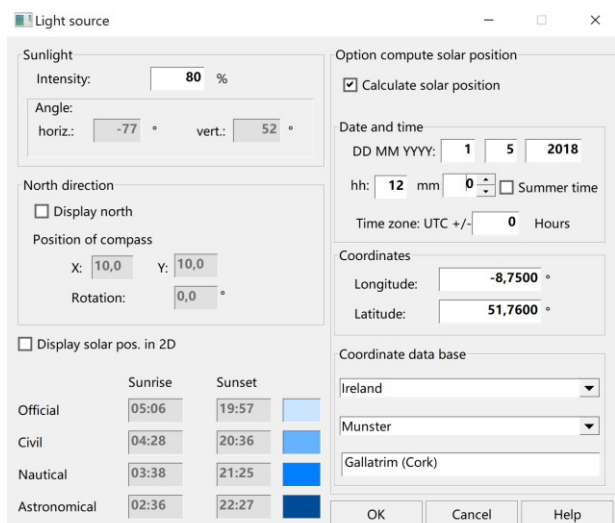 Light source
Sunlight
Intensity: 80 %
Angle:
horiz.: -77 ° vert.: 52 °
North direction
Display north
Position of compass
X: 10,0 Y: 10,0
Rotation: 0,0 °
Display solar pos. in 2D
Sunrise Sunset
Official 05:06 19:57
Civil 04:28 20:36
Nautical 03:38 21:25
Astronomical 02:36 22:27
Option compute solar position
Calculate solar position
Date and time
DD MM YYYY: 1 5 2018
hh: 12 mm 0 Summer time
Time zone: UTC +/- 0 Hours
Coordinates
Longitude: -8,7500 °
Latitude: 51,7600 °
Coordinate data base
Ireland
Munster
Gallatrim (Cork)
OK Cancel Help